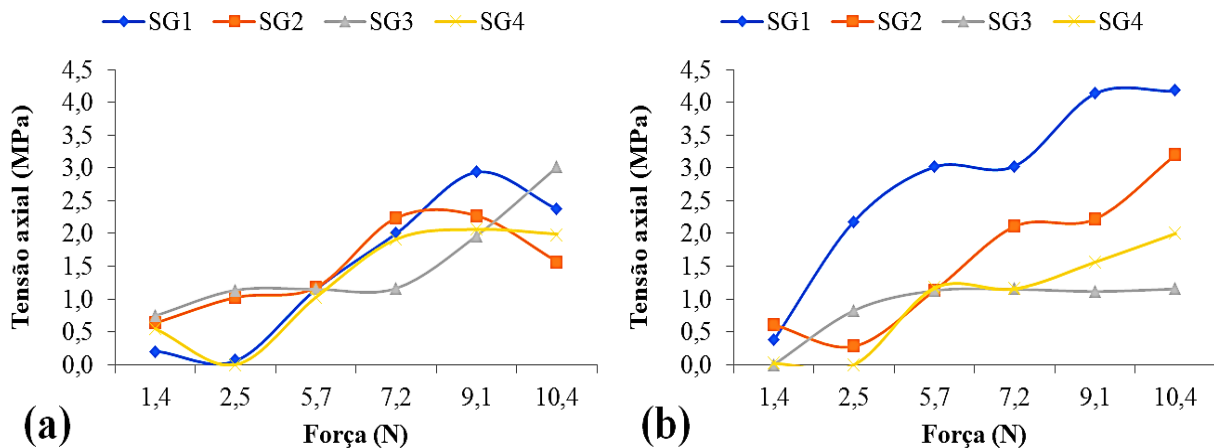 SG1 SG2 SG3 SG4
Tensão axial (MPa)
4,5
4,0
3,5
3,0
2,5
2,0
1,5
1,0
0,5
0,0
1,4 2,5 5,7 7,2 9,1 10,4
Força (N)
(a)
SG1 SG2 SG3 SG4
Tensão axial (MPa)
4,5
4,0
3,5
3,0
2,5
2,0
1,5
1,0
0,5
0,0
1,4 2,5 5,7 7,2 9,1 10,4
Força (N)
(b)